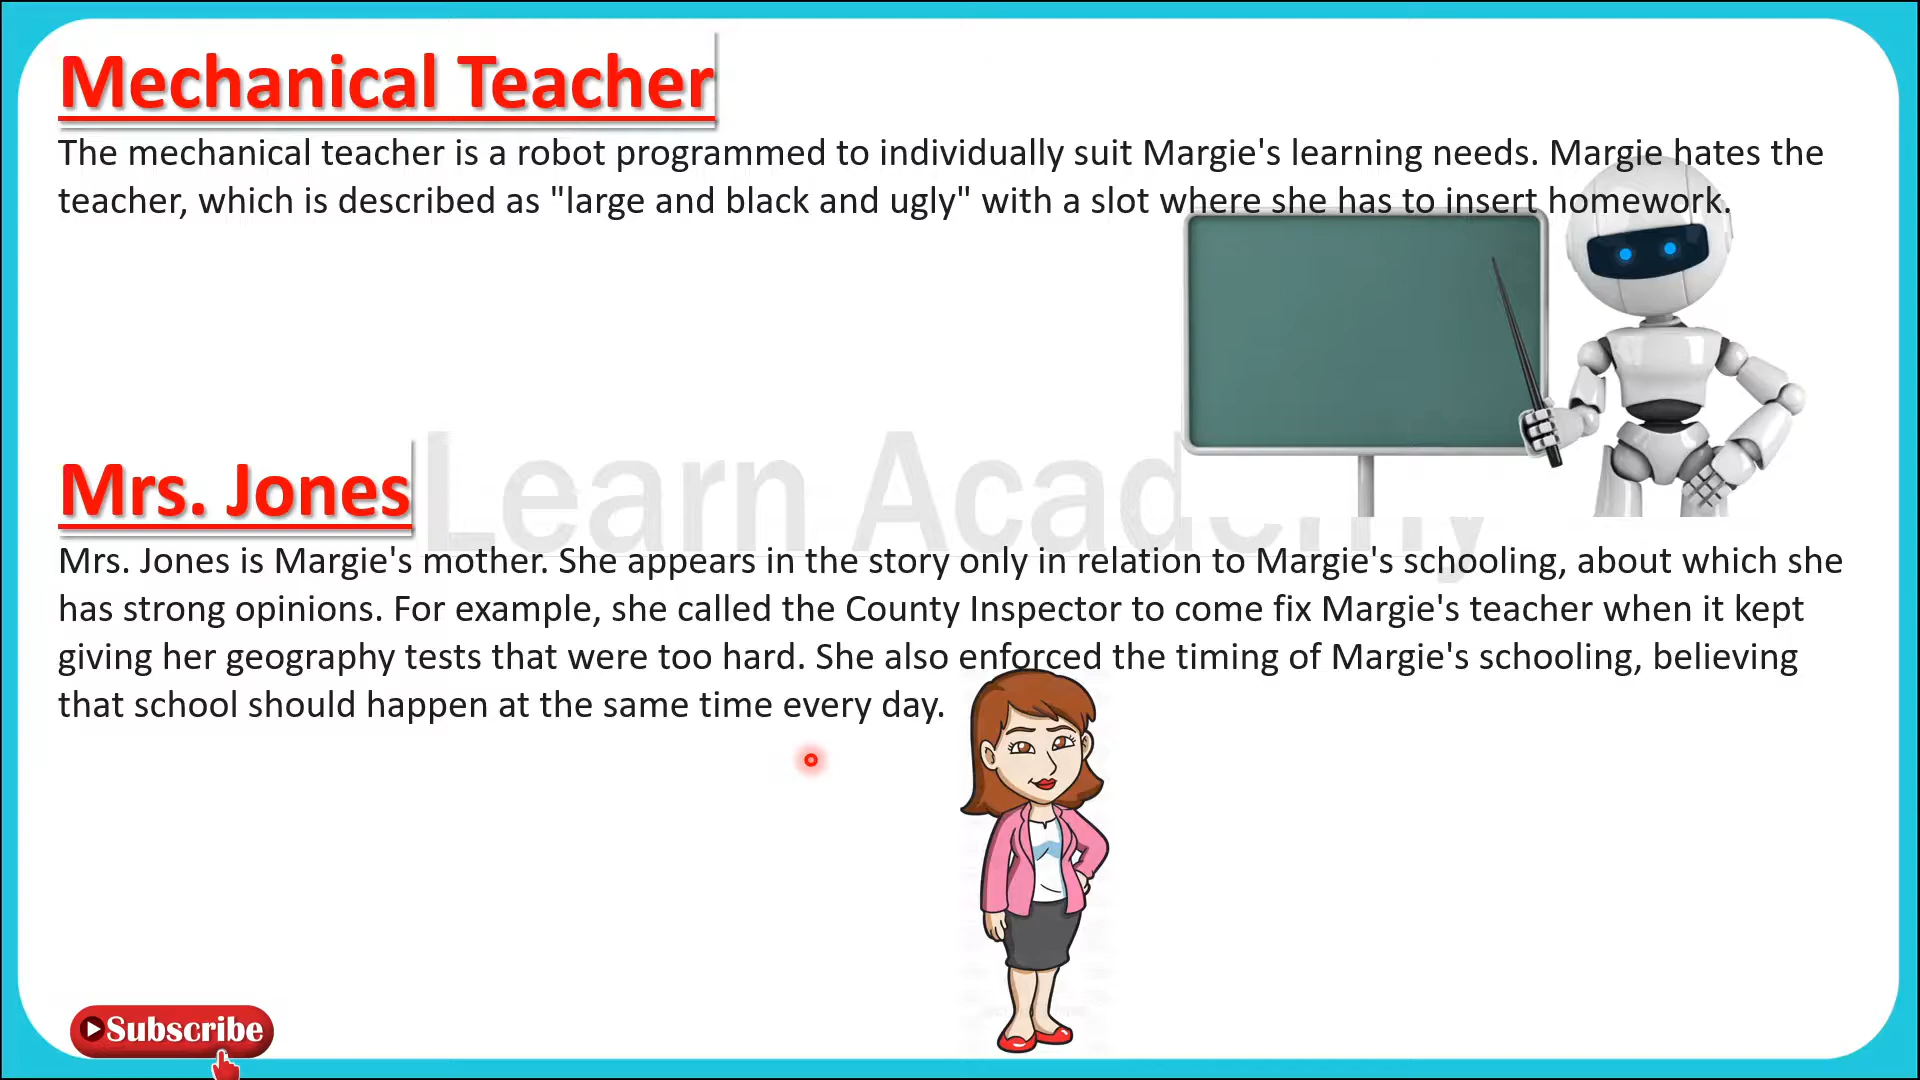 Mechanical Teacher
The mechanical teacher is a robot programmed to individually suit Margie's learning needs. Margie hates the
teacher, which is described as "large and black and ugly" with a slot where she has to insert homework.
Learn Academy
Mrs. Jones
Mrs. Jones is Margie's mother. She appears in the story only in relation to Margie's schooling, about which she
has strong opinions. For example, she called the County Inspector to come fix Margie's teacher when it kept
giving her geography tests that were too hard. She also enforced the timing of Margie's schooling, believing
that school should happen at the same time every day.
Subscribe